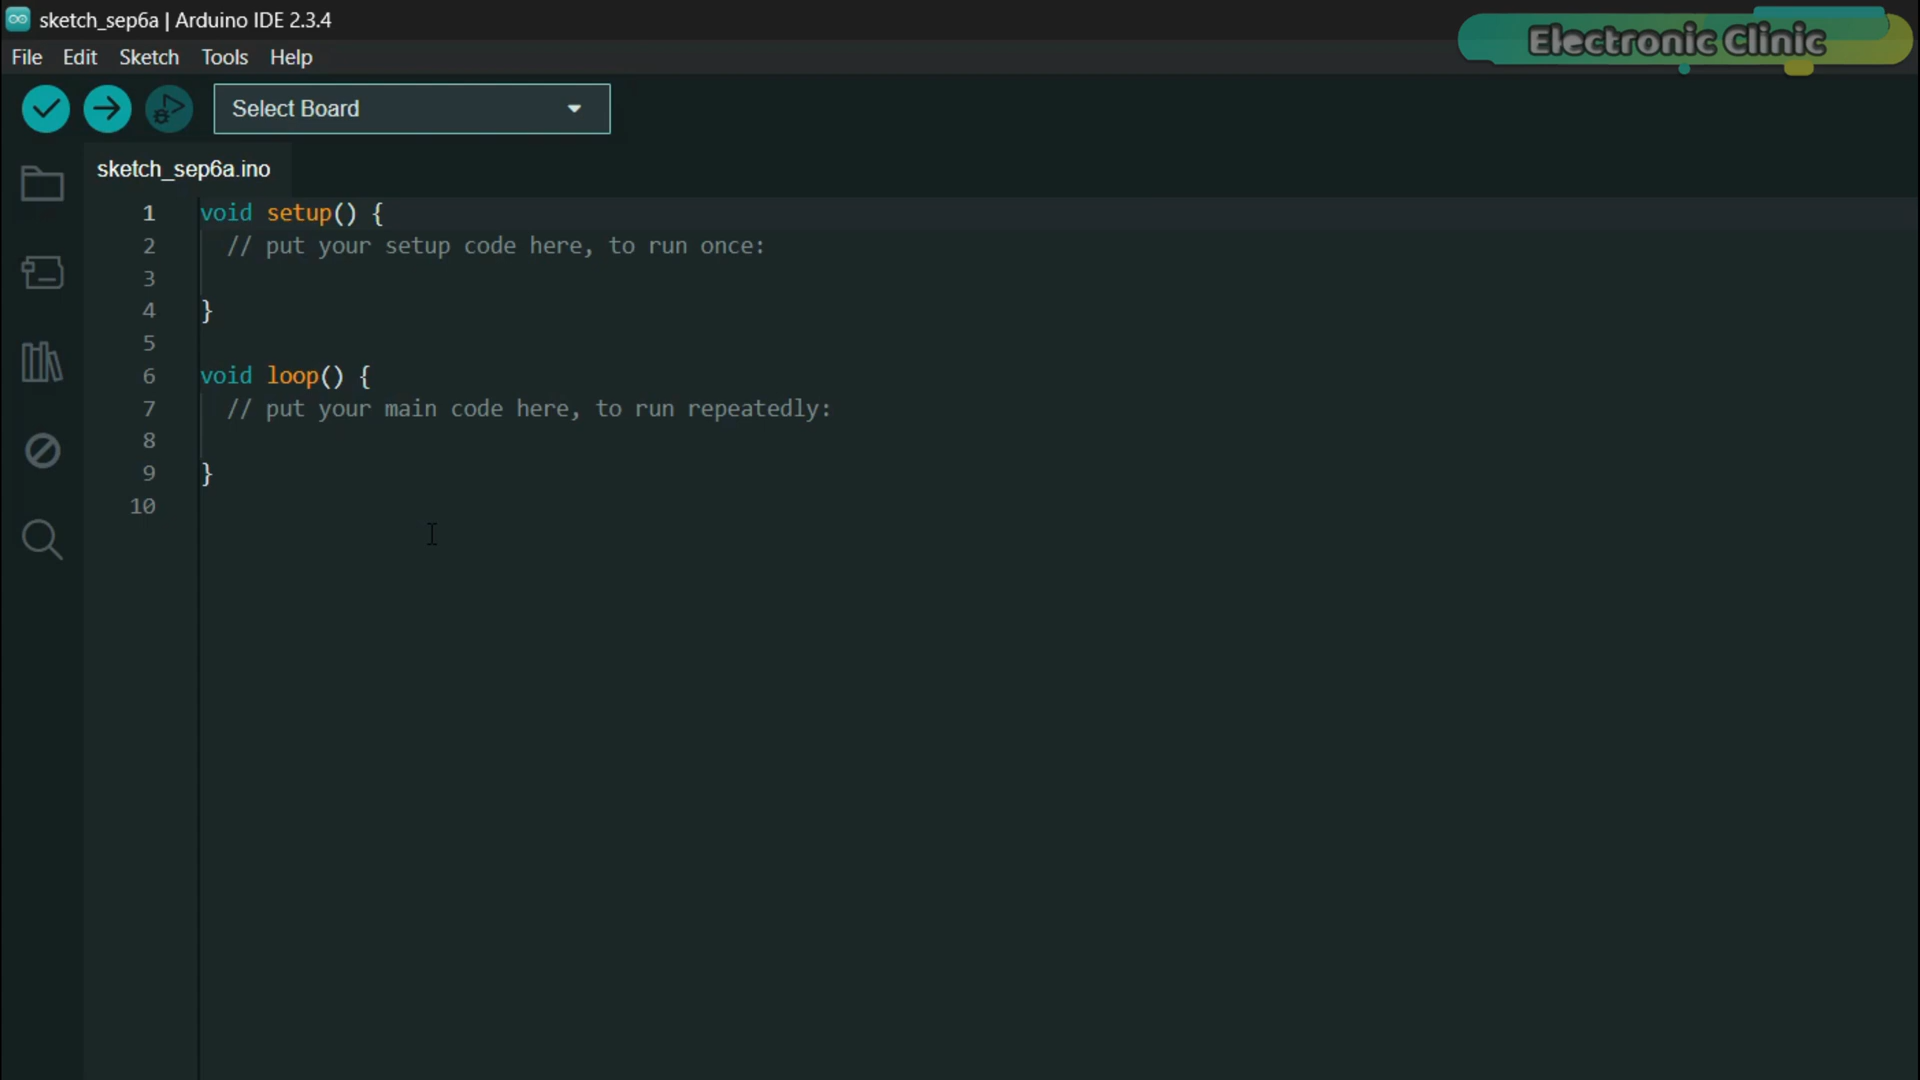 sketch_sep6a | Arduino IDE 2.3.4
Electronic Clinic
File Edit Sketch Tools Help
Select Board
sketch_sep6a.ino
1 void setup() {
2 // put your setup code here, to run once:
3
4 }
5
6 void loop() {
7 // put your main code here, to run repeatedly:
8
9 }
10